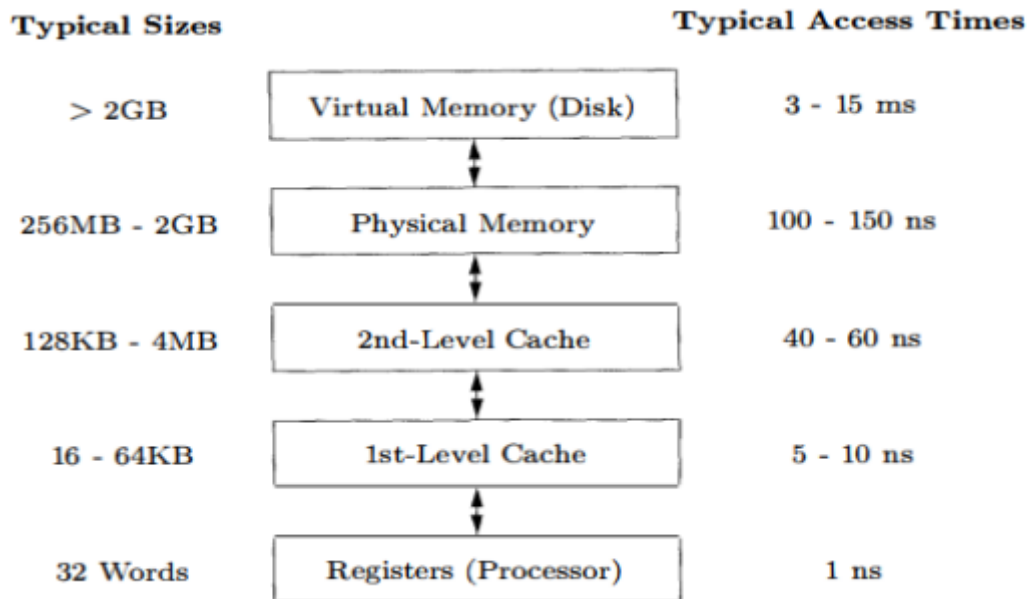 Typical Sizes Typical Access Times
> 2GB Virtual Memory (Disk) 3 - 15 ms
256MB - 2GB Physical Memory 100 - 150 ns
128KB - 4MB 2nd-Level Cache 40 - 60 ns
16 - 64KB 1st-Level Cache 5 - 10 ns
32 Words Registers (Processor) 1 ns